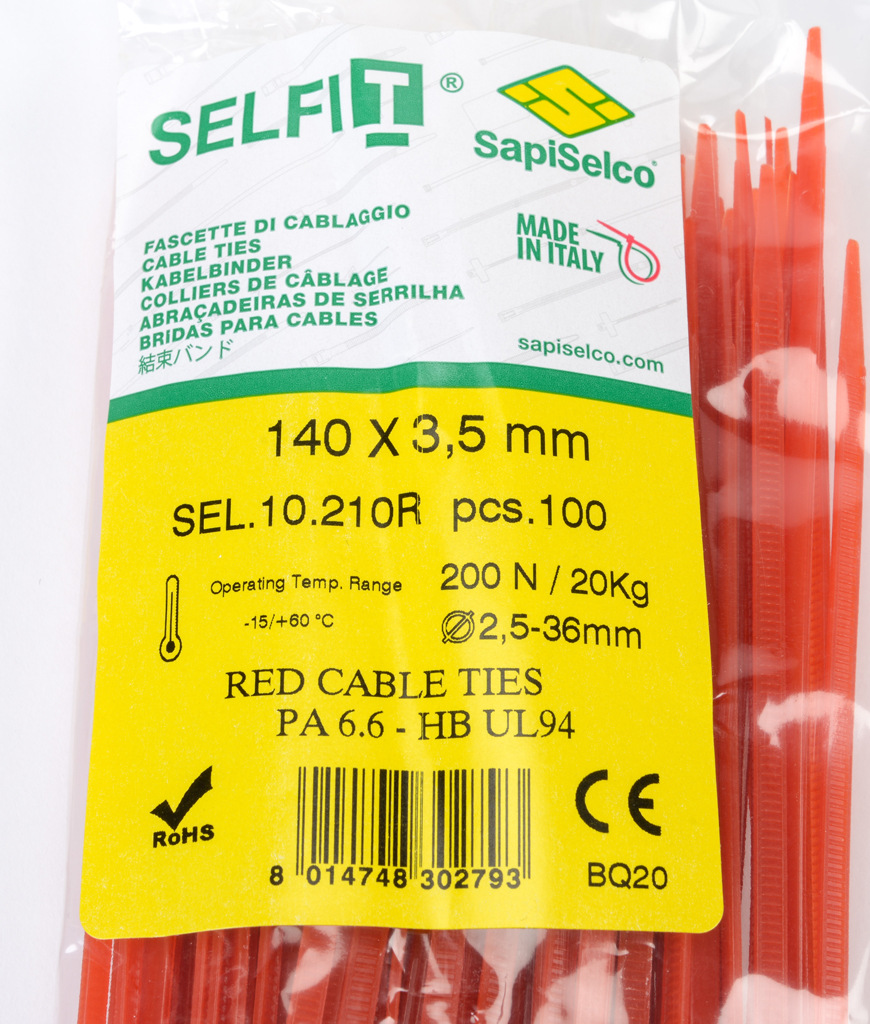 SELFIT®
SapiSelco
FASCETTE DI CABLAGGIO
CABLE TIES
KABELBINDER
COLLIERS DE CÂBLAGE
ABRAÇADEIRAS DE SERRILHA
BRIDAS PARA CABLES
結束バンド
MADE
IN ITALY
sapiselco.com
140 X 3,5 mm
SEL.10.210R pcs.100
Operating Temp. Range
-15/+60 °C
200 N / 20Kg
⌀2,5-36mm
RED CABLE TIES
PA 6.6 - HB UL94
RoHS
CE
8 014748 302793
BQ20